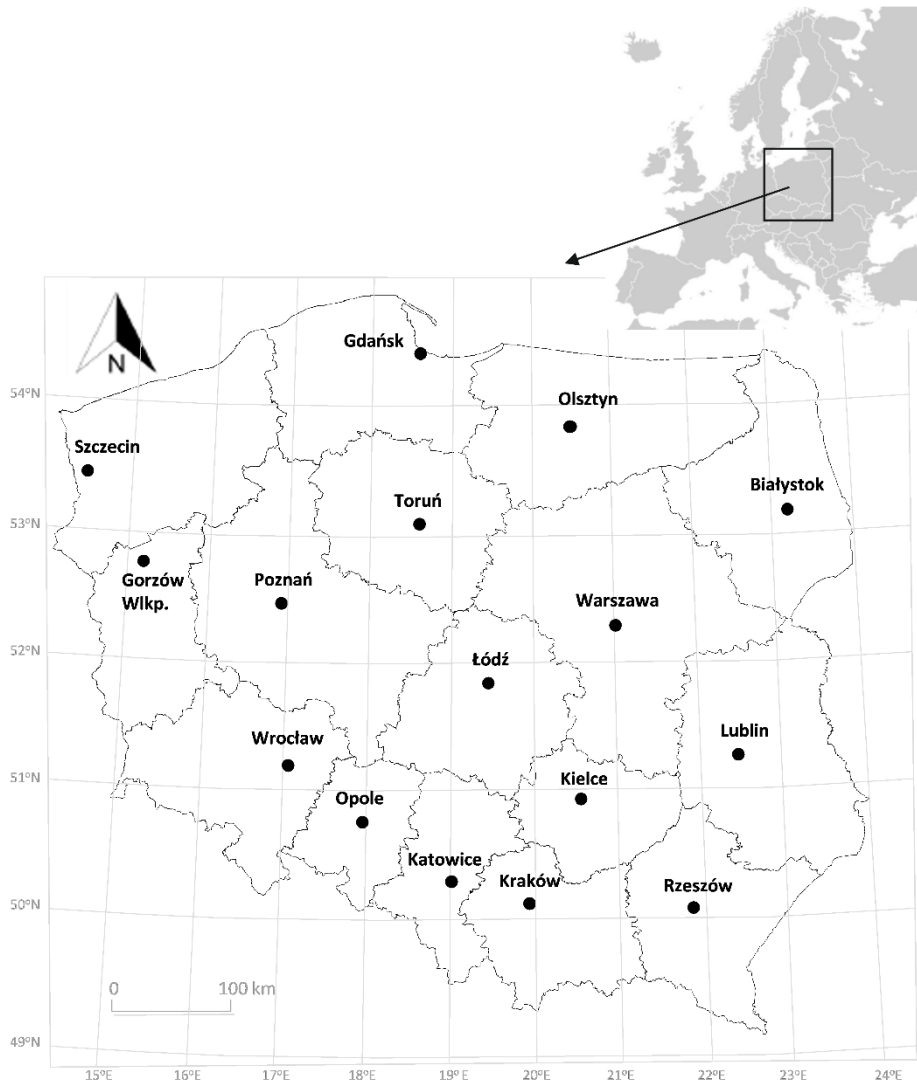 N
Gdańsk
54°N
Olsztyn
Szczecin
Białystok
Toruń
53°N
Gorzów
Wlkp.
Poznań
Warszawa
52°N
Łódź
Lublin
Wrocław
51°N
Kielce
Opole
Katowice
Kraków
Rzeszów
50°N
0 100 km
49°N
15°E 16°E 17°E 18°E 19°E 20°E 21°E 22°E 23°E 24°E